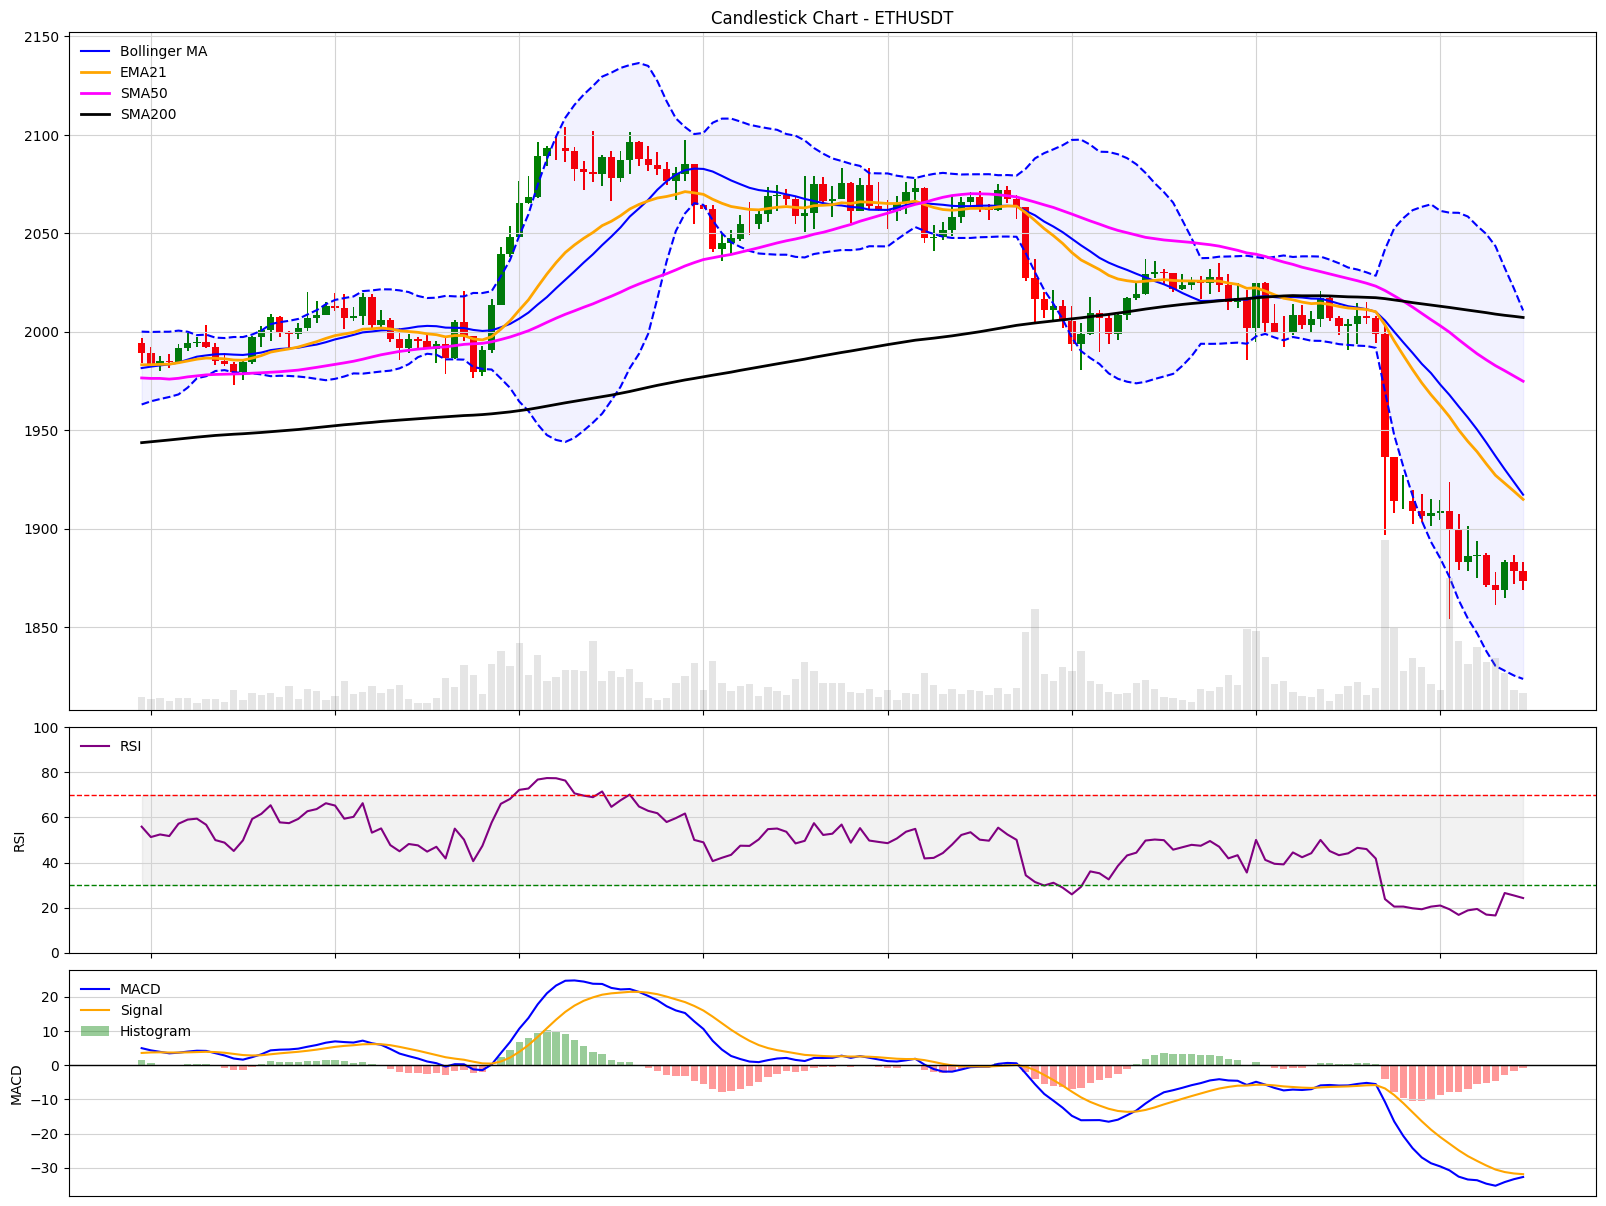 Candlestick Chart - ETHUSDT
2150
2100
2050
2000
1950
1900
1850
Bollinger MA
EMA21
SMA50
SMA200
100
80
60
40
20
0
RSI
RSI
20
10
0
−10
−20
−30
MACD
MACD
Signal
Histogram